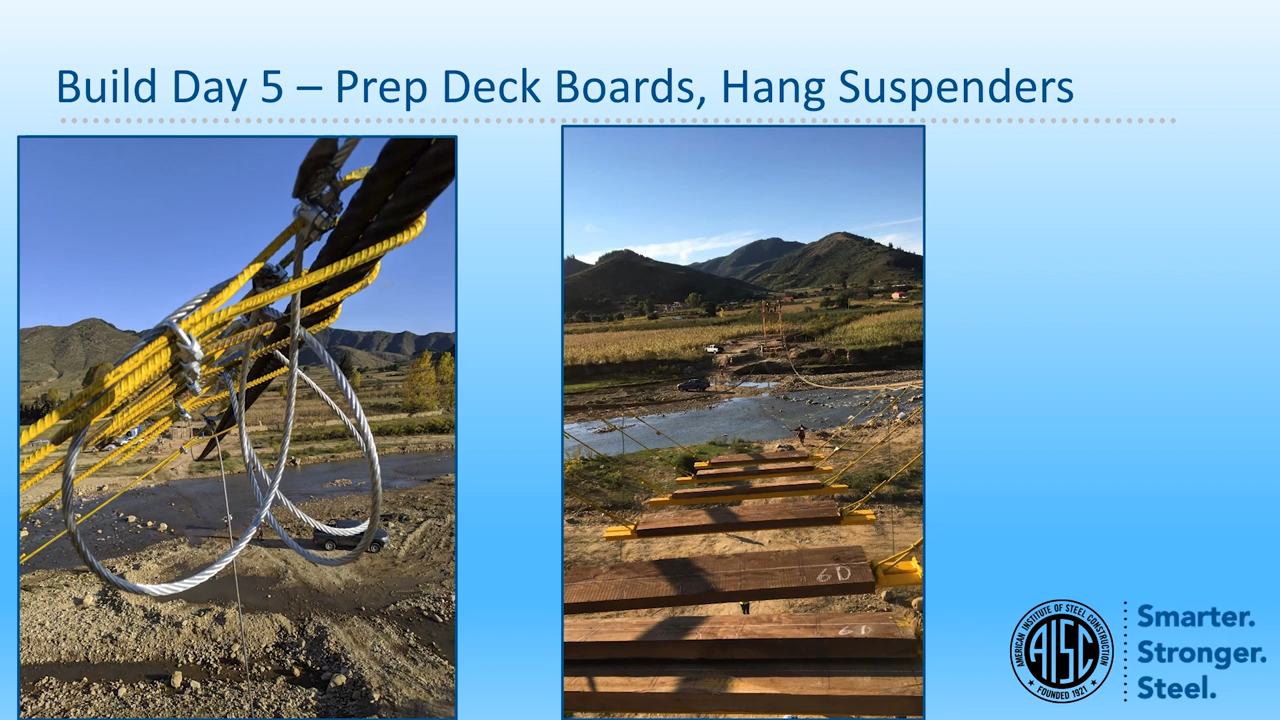 Build Day 5 – Prep Deck Boards, Hang Suspenders
6D
6D
AMERICAN INSTITUTE OF STEEL CONSTRUCTION
AISC
FOUNDED 1921
Smarter.
Stronger.
Steel.